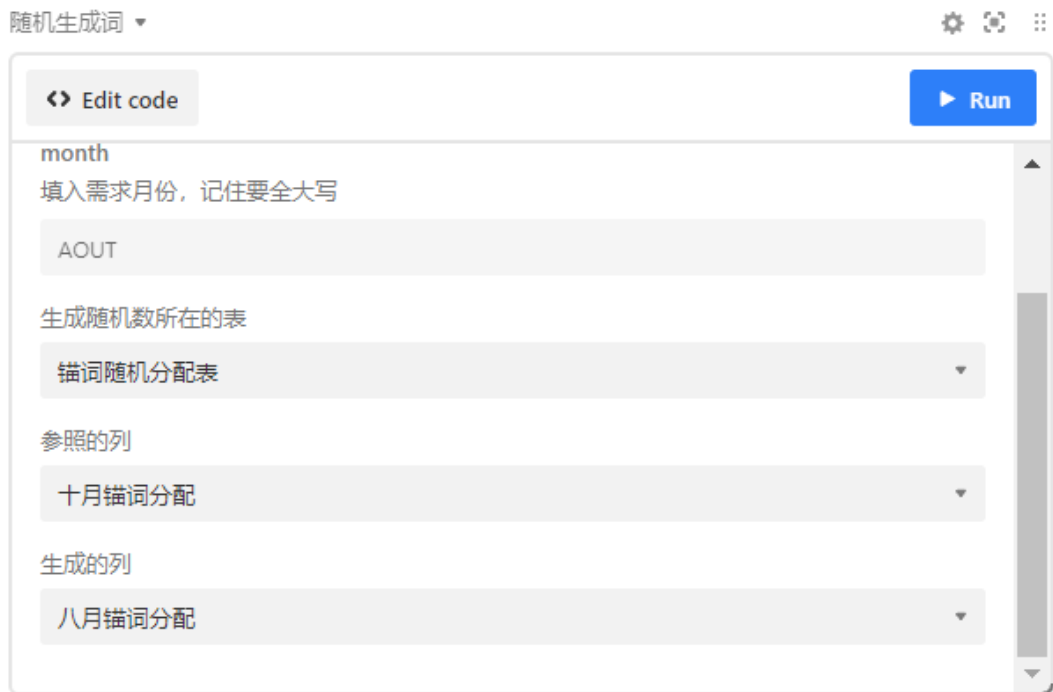 随机生成词
Edit code
Run
month
填入需求月份，记住要全大写
AOUT
生成随机数所在的表
锚词随机分配表
参照的列
十月锚词分配
生成的列
八月锚词分配